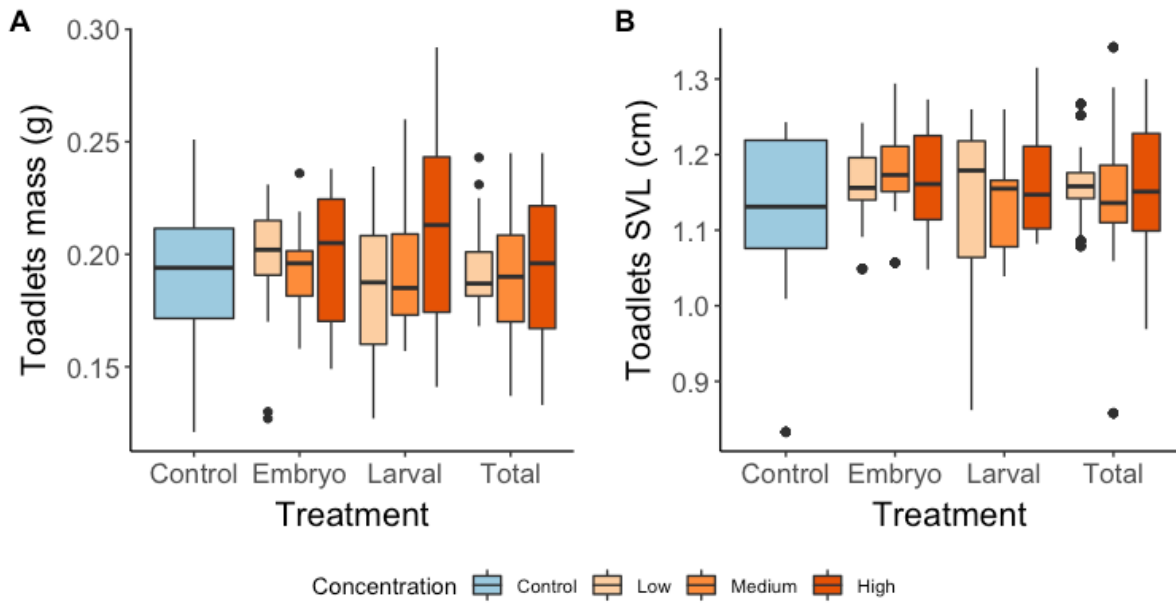 A
Toadlets mass (g)
0.30
0.25
0.20
0.15
Control Embryo Larval Total
Treatment
B
Toadlets SVL (cm)
1.3
1.2
1.1
1.0
0.9
Control Embryo Larval Total
Treatment
Concentration Control Low Medium High